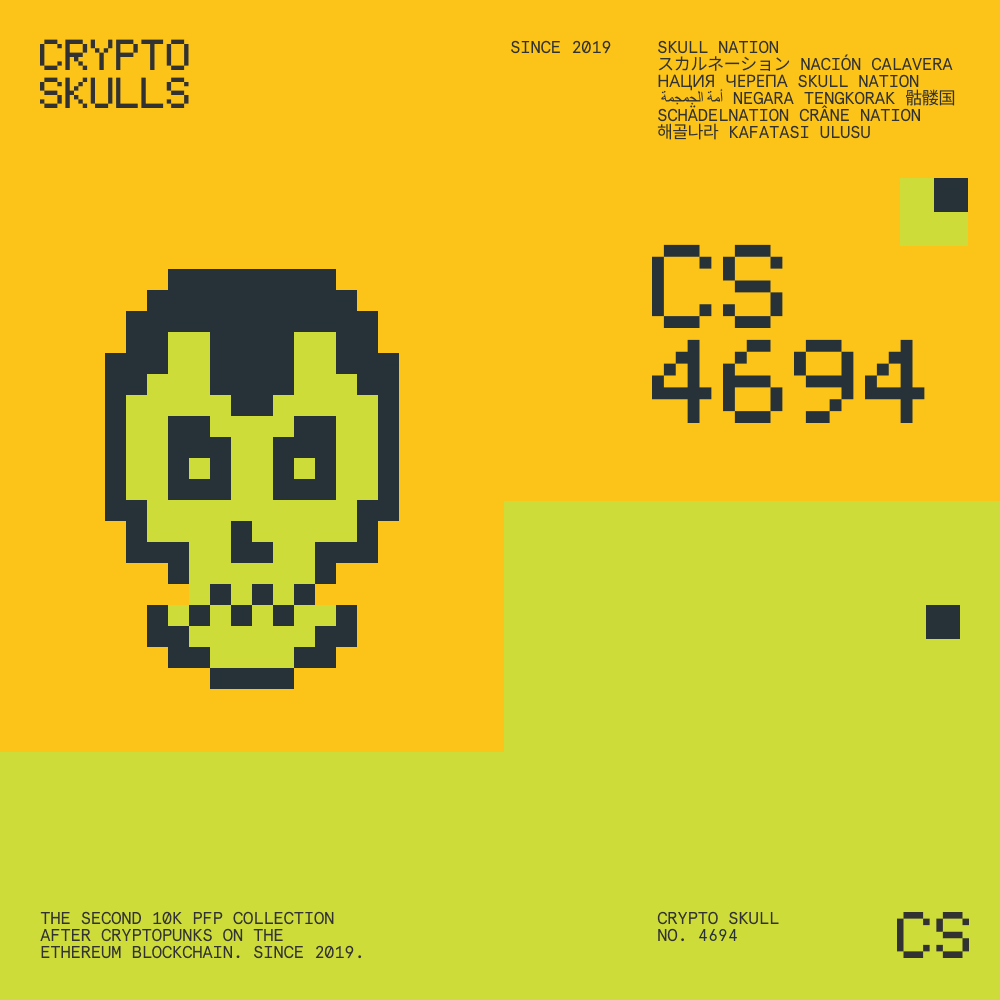 CRYPTO
SKULLS
SINCE 2019
SKULL NATION
スカルネーション NACIÓN CALAVERA
НАЦИЯ ЧЕРЕПА SKULL NATION
أمة الجمجمة NEGARA TENGKORAK 骷髅国
SCHÄDELNATION CRÂNE NATION
해골나라 KAFATASI ULUSU
CS
4694
THE SECOND 10K PFP COLLECTION
AFTER CRYPTOPUNKS ON THE
ETHEREUM BLOCKCHAIN. SINCE 2019.
CRYPTO SKULL
NO. 4694
CS